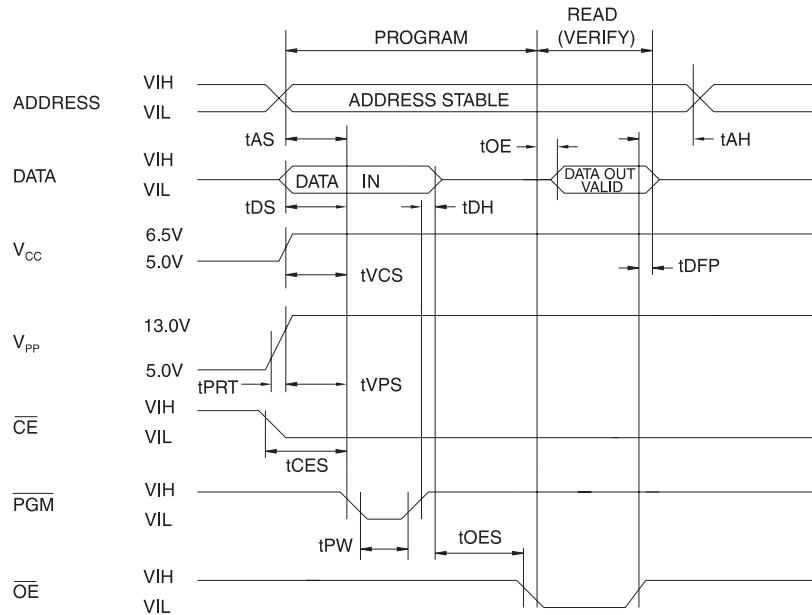 READ
PROGRAM (VERIFY)
ADDRESS VIH
VIL ADDRESS STABLE
tAS tOE tAH
DATA VIH
VIL DATA IN DATA OUT
VALID
tDS tDH
VCC 6.5V
5.0V tVCS tDFP
VPP 13.0V
5.0V
tPRT tVPS
CE VIH
VIL
tCES
PGM VIH
VIL
tPW tOES
OE VIH
VIL